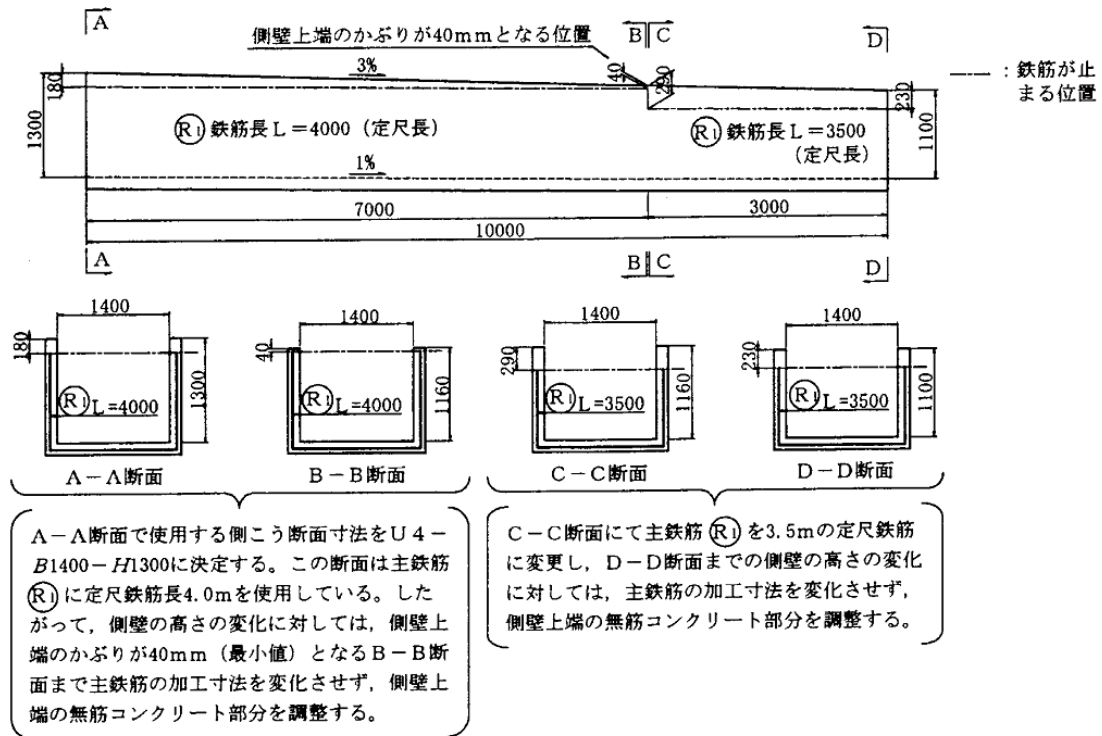 A
側壁上端のかぶりが40mmとなる位置
B
C
D
3%
40
290
180
230
1300
1100
R1 鉄筋長L=4000（定尺長）
R1 鉄筋長L=3500
（定尺長）
----- ：鉄筋が止
まる位置
1%
7000
3000
10000
A
B
C
D
1400
1400
1400
1400
180
40
290
230
1300
1160
1160
1100
R1 L=4000
R1 L=4000
R1 L=3500
R1 L=3500
A－A断面
B－B断面
C－C断面
D－D断面
A－A断面で使用する側こう断面寸法をU4－
B1400－H1300に決定する。この断面は主鉄筋
R1 に定尺鉄筋長4.0mを使用している。した
がって，側壁の高さの変化に対しては，側壁上
端のかぶりが40mm（最小値）となるB－B断
面まで主鉄筋の加工寸法を変化させず，側壁上
端の無筋コンクリート部分を調整する。
C－C断面にて主鉄筋 R1 を3.5mの定尺鉄筋
に変更し，D－D断面までの側壁の高さの変化
に対しては，主鉄筋の加工寸法を変化させず，
側壁上端の無筋コンクリート部分を調整する。